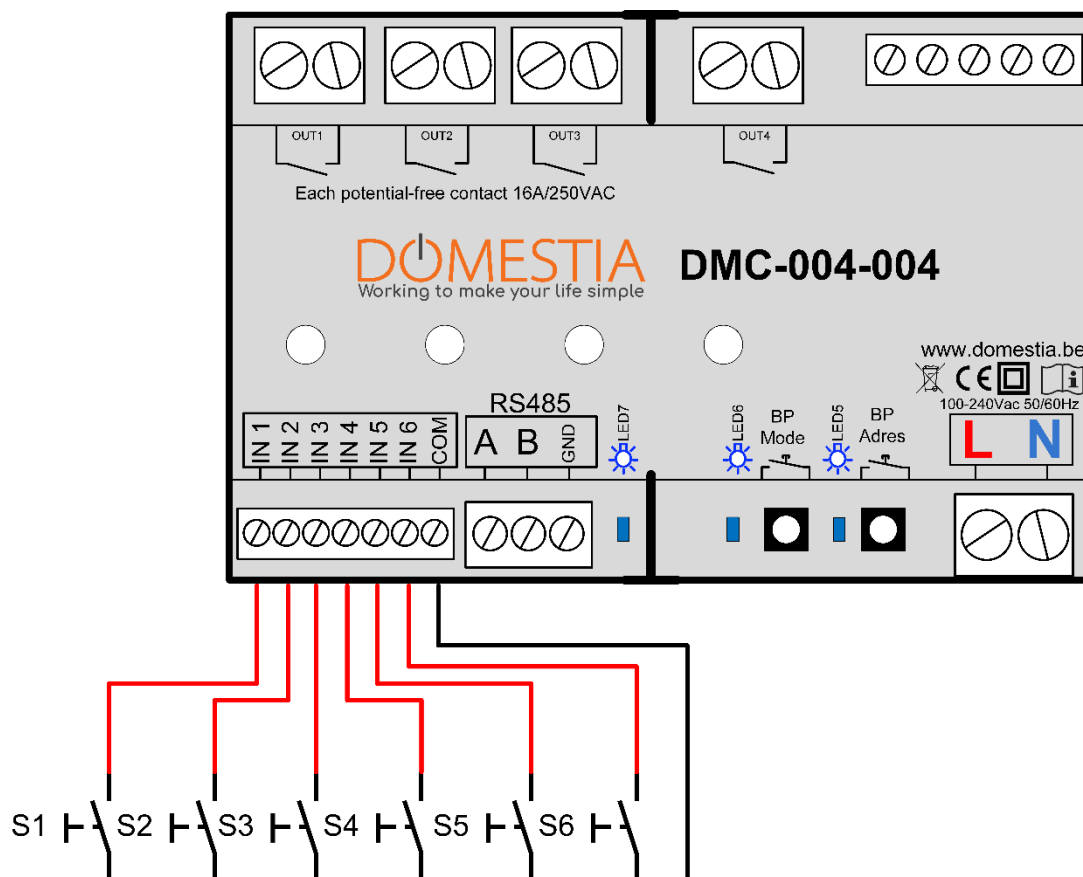 OUT1 OUT2 OUT3 OUT4
Each potential-free contact 16A/250VAC
DOMESTIA
Working to make your life simple
DMC-004-004
www.domestia.be
CE i
100-240Vac 50/60Hz
RS485
IN 1 IN 2 IN 3 IN 4 IN 5 IN 6 COM
A B GND
LED7
LED6
BP
Mode
LED5
BP
Adres
L N
S1 S2 S3 S4 S5 S6